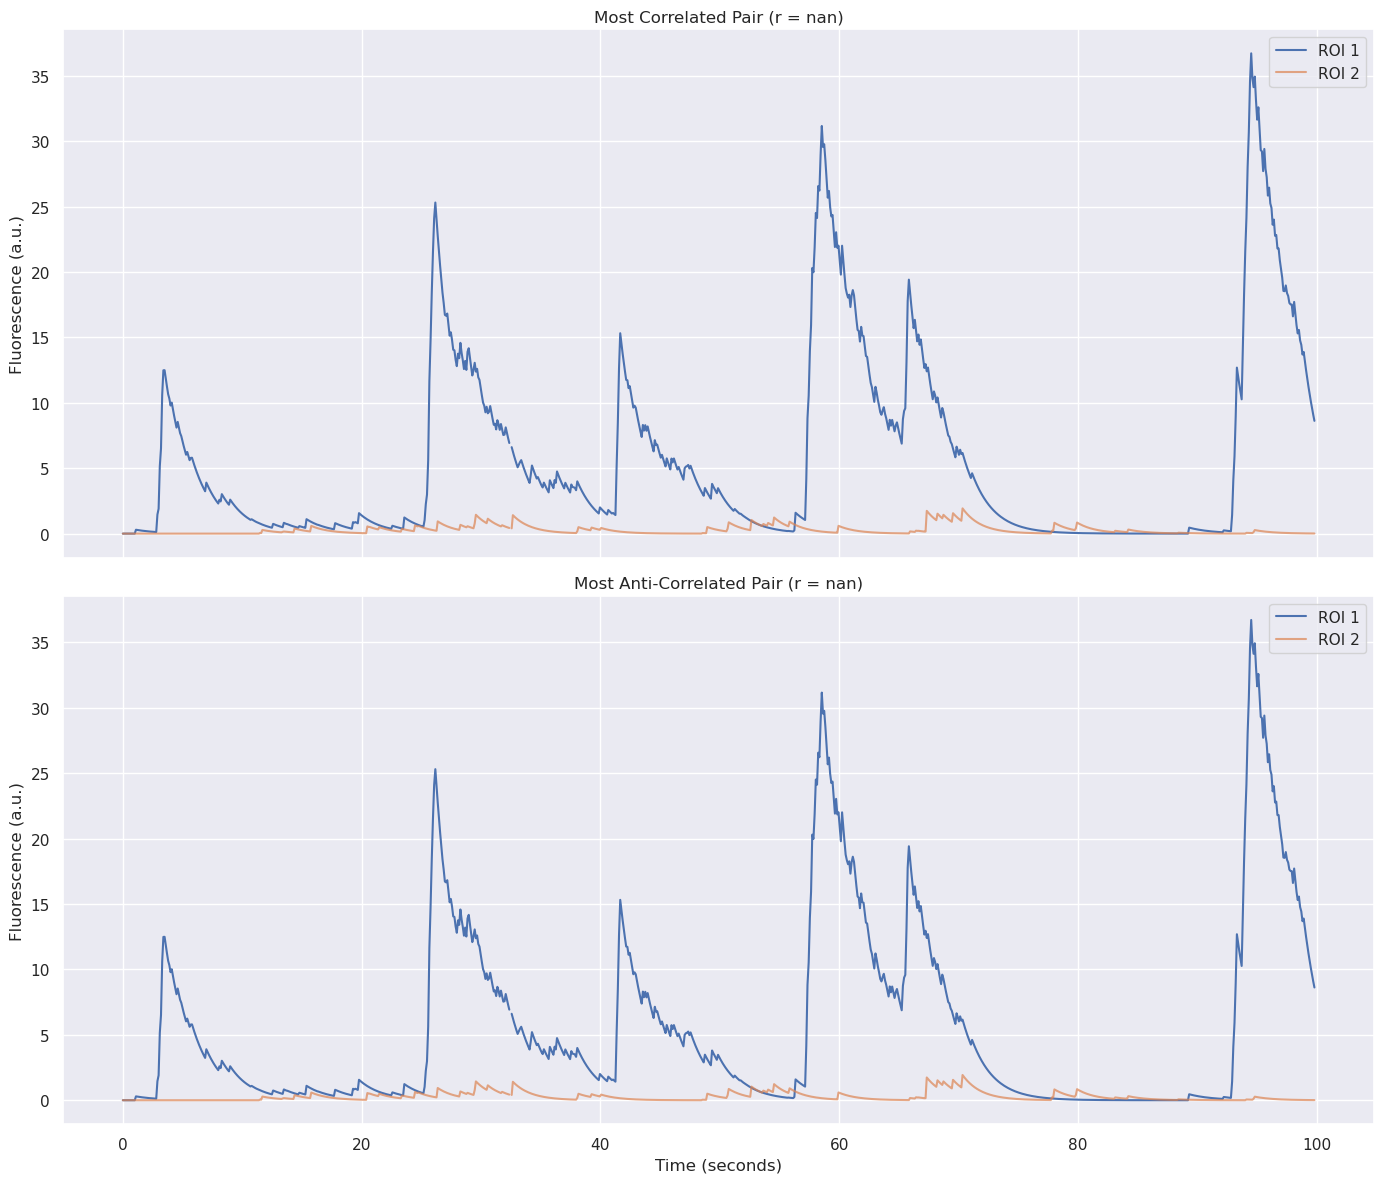 Most Correlated Pair (r = nan)
ROI 1
ROI 2
35
30
25
20
15
10
5
0
Fluorescence (a.u.)
Most Anti-Correlated Pair (r = nan)
ROI 1
ROI 2
35
30
25
20
15
10
5
0
Fluorescence (a.u.)
0 20 40 60 80 100
Time (seconds)